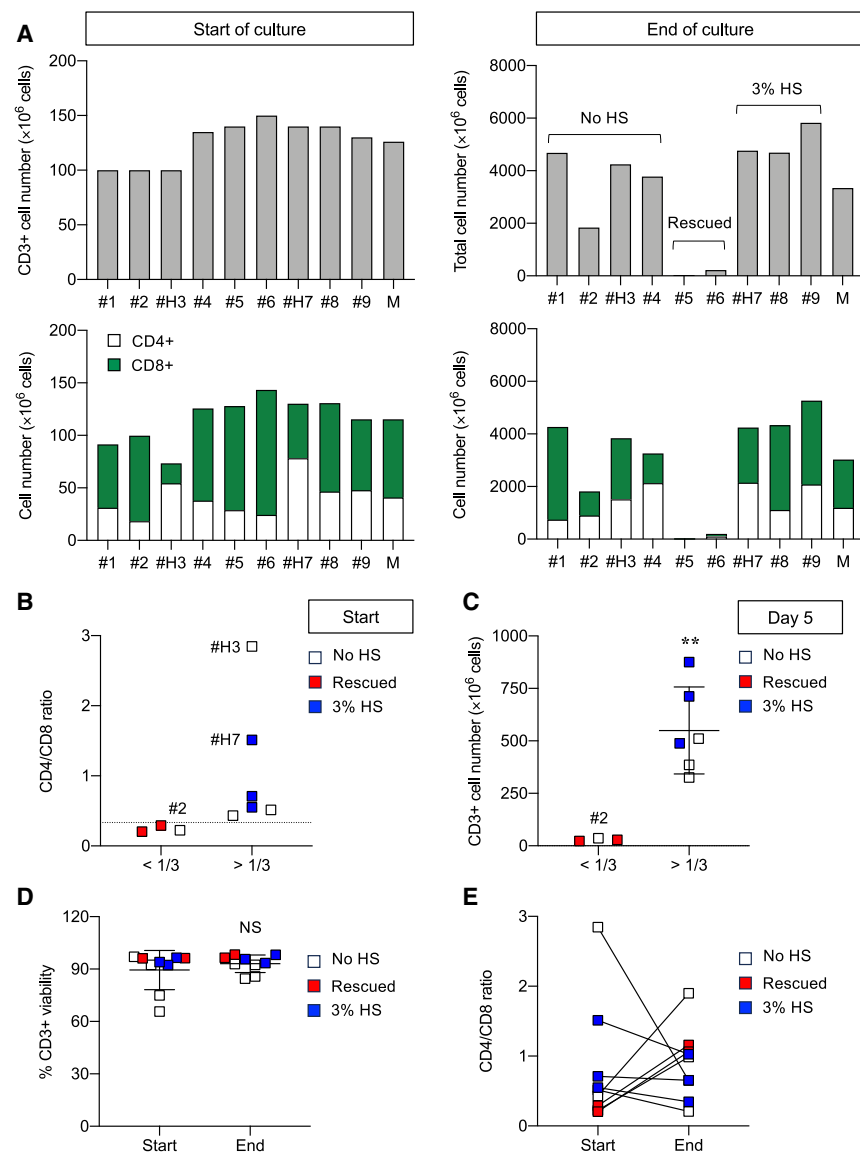 A
Start of culture
End of culture
CD3+ cell number (×10⁶ cells)
200
150
100
50
0
#1 #2 #H3 #4 #5 #6 #H7 #8 #9 M
Total cell number (×10⁶ cells)
8000
6000
4000
2000
0
No HS
Rescued
3% HS
#1 #2 #H3 #4 #5 #6 #H7 #8 #9 M
Cell number (×10⁶ cells)
200
150
100
50
0
CD4+
CD8+
#1 #2 #H3 #4 #5 #6 #H7 #8 #9 M
Cell number (×10⁶ cells)
8000
6000
4000
2000
0
#1 #2 #H3 #4 #5 #6 #H7 #8 #9 M
B
Start
CD4/CD8 ratio
3
2
1
0
#H3
#H7
#2
< 1/3 > 1/3
No HS
Rescued
3% HS
C
Day 5
CD3+ cell number (×10⁶ cells)
1000
750
500
250
0
**
#2
< 1/3 > 1/3
No HS
Rescued
3% HS
D
% CD3+ viability
120
90
60
30
0
NS
Start End
No HS
Rescued
3% HS
E
CD4/CD8 ratio
3
2
1
0
Start End
No HS
Rescued
3% HS